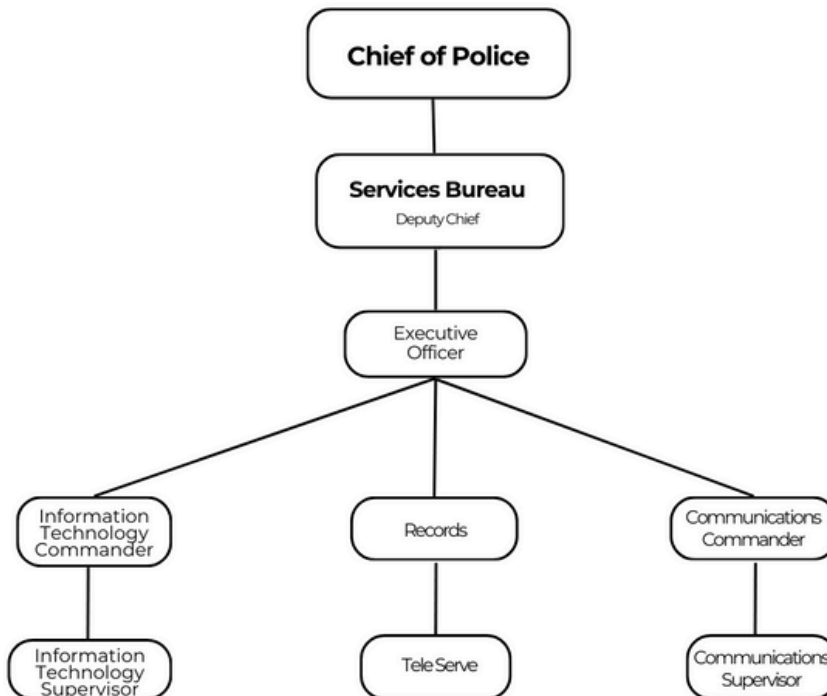 Chief of Police
Services Bureau
Deputy Chief
Executive
Officer
Information
Technology
Commander
Records
Communications
Commander
Information
Technology
Supervisor
Tele Serve
Communications
Supervisor